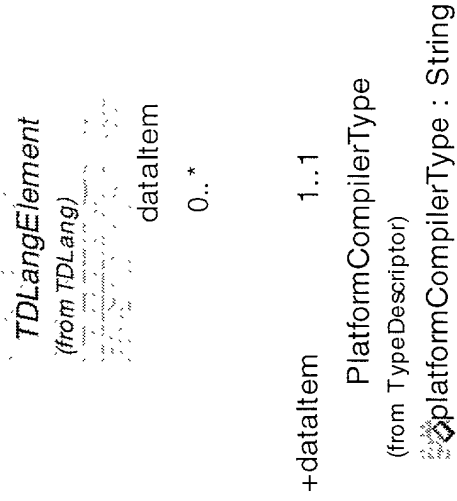 TDLangElement
(from TDLang)
dataItem
0..*
+dataItem 1..1
PlatformCompilerType
(from TypeDescriptor)
platformCompilerType : String